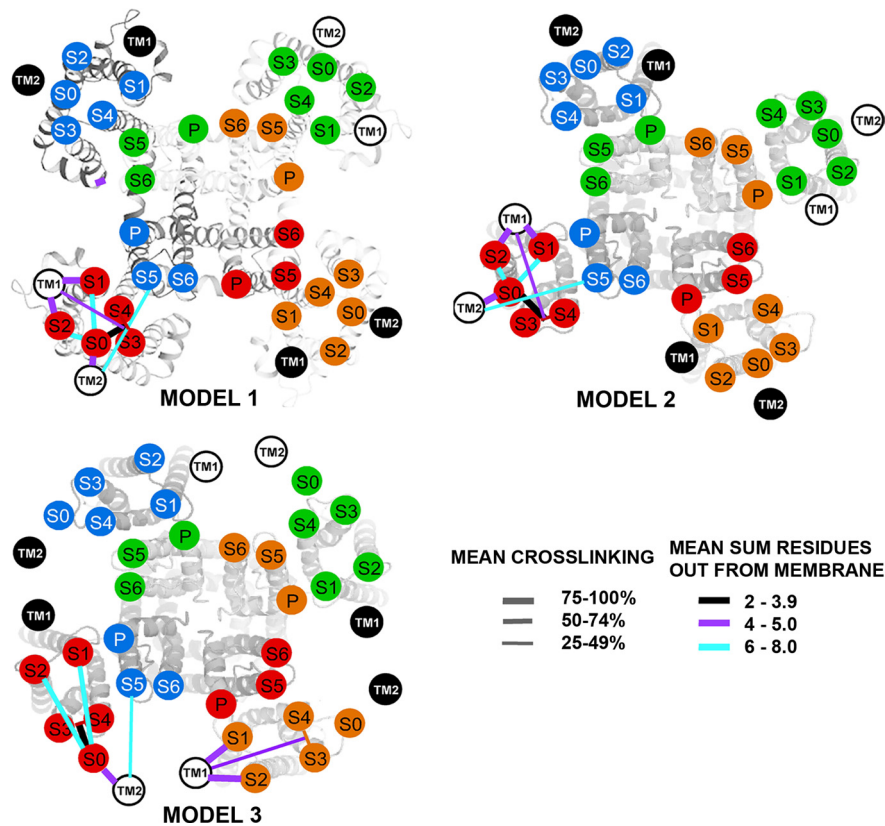 S2 TM1 TM2 S3 S0
TM2 S1 S0 S2
S4 S4
S3 S5 P S6 S5 S1 TM1
S6 P
P S6
S5 S6 P S5 S3
TM1 S1 S4 S4
S2 S3 S1 S0 TM2
S0 TM1 S2
TM2
MODEL 1
TM2 S2
S0 TM1
S3 S1 S4 S3 TM2
S4 P S6 S0
S5 S5 S2
S6 P S1 TM1
TM1 P S6
S2 S1 S5 S6 S5
S0 P S4
TM2 S3 S4 S1 S3
TM1 S0
S2
TM2
MODEL 2
S2 TM1 TM2
S3 S0
S0 S4 S1 S4 S3
P S6 S5
TM2 S5 S2
S6 S1
TM1 P TM1
P
S1 S6
S2 S5 S6 S5 TM2
S3 S4 P S4 S0
S0 S1 S3
TM2 TM1 S2
MODEL 3
MEAN CROSSLINKING
75-100%
50-74%
25-49%
MEAN SUM RESIDUES
OUT FROM MEMBRANE
2 - 3.9
4 - 5.0
6 - 8.0